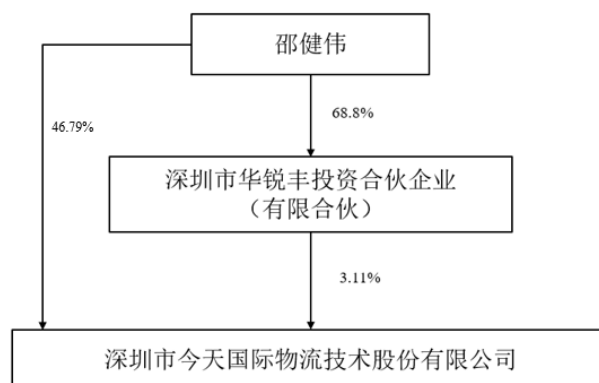 邵健伟
46.79%
68.8%
深圳市华锐丰投资合伙企业
（有限合伙）
3.11%
深圳市今天国际物流技术股份有限公司